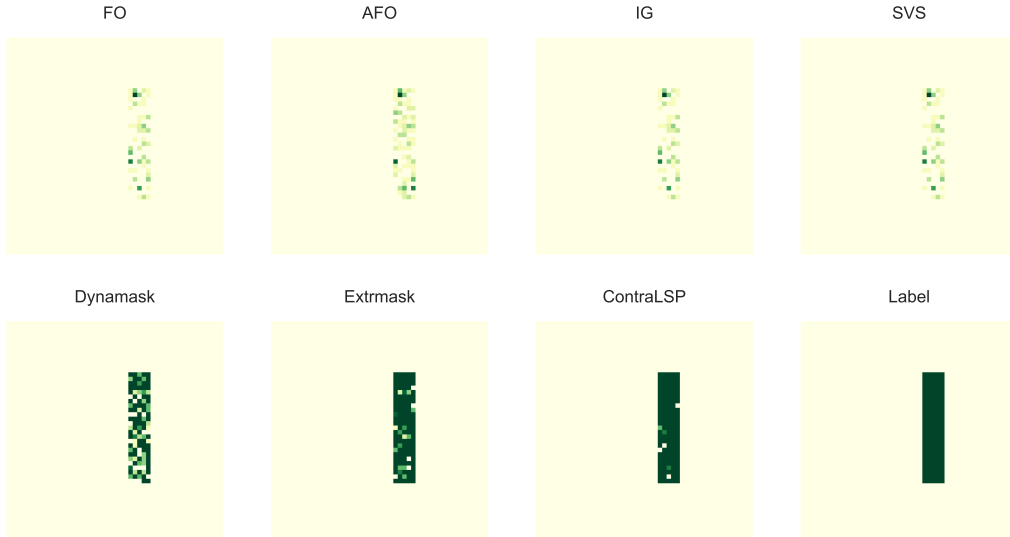 FO
AFO
IG
SVS
Dynamask
Extrmask
ContraLSP
Label